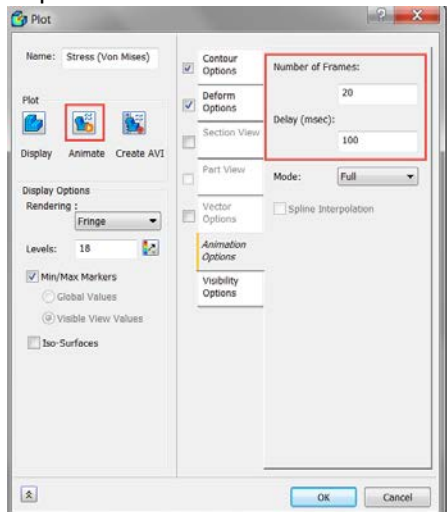 Plot
Name: Stress (Von Mises)
Plot
Display Animate Create AVI
Display Options
Rendering :
Fringe
Levels: 16
Min/Max Markers
Global Values
Visible View Values
Iso-Surfaces
Contour
Options
Deform
Options
Section View
Part View
Vector
Options
Animation
Options
Visibility
Options
Number of Frames:
20
Delay (msec):
100
Mode: Full
Spline Interpolation
OK Cancel